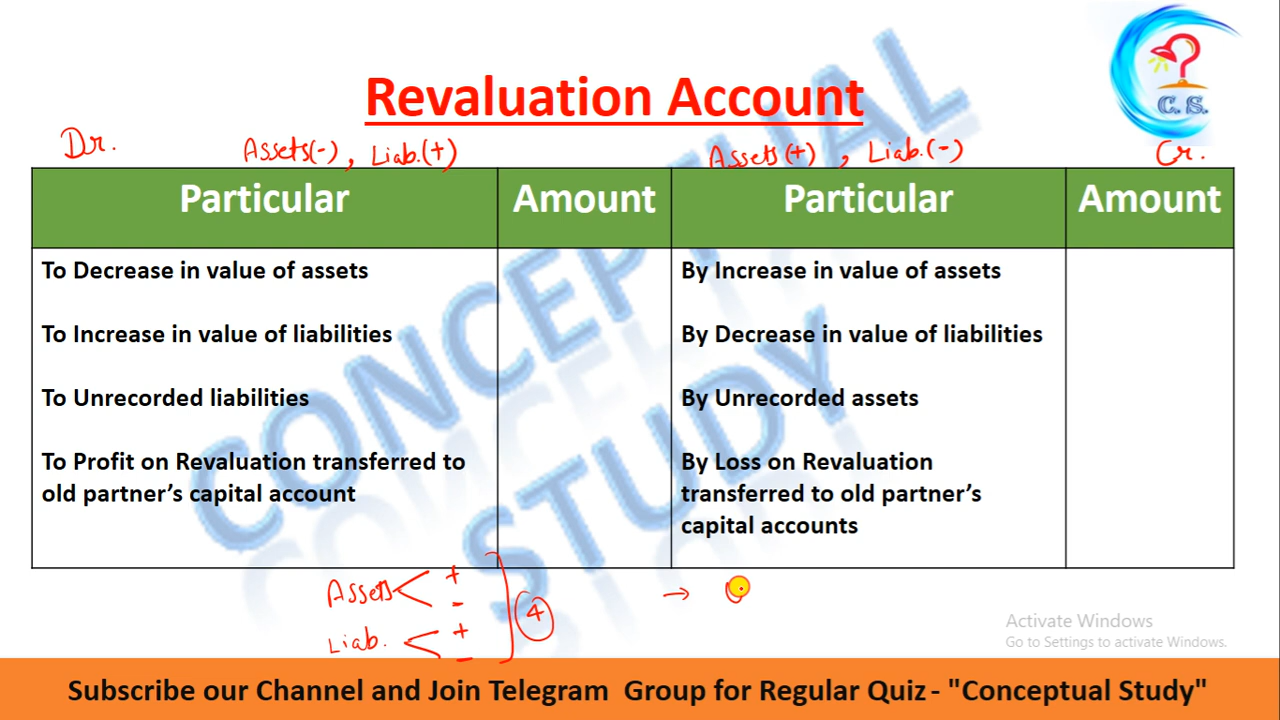 C. S.
Revaluation Account
Dr. Assets(-), Liab.(+) Assets(+), Liab.(-) Cr.
Particular Amount Particular Amount
To Decrease in value of assets By Increase in value of assets
To Increase in value of liabilities By Decrease in value of liabilities
To Unrecorded liabilities By Unrecorded assets
To Profit on Revaluation transferred to By Loss on Revaluation
old partner’s capital account transferred to old partner’s
capital accounts
CONCEPTUAL
STUDY
Assets + - 4 →
Liab. + -
Activate Windows
Go to Settings to activate Windows.
Subscribe our Channel and Join Telegram Group for Regular Quiz - "Conceptual Study"